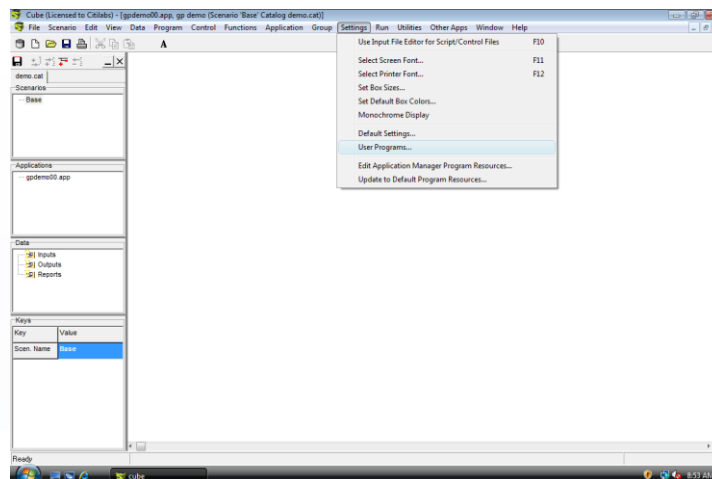 Cube (Licensed to Citilabs) - [gpdemo00.app, gp demo (Scenario 'Base' Catalog demo.cat)]
File Scenario Edit View Data Program Control Functions Application Group Settings Run Utilities Other Apps Window Help
A
Use Input File Editor for Script/Control Files F10
Select Screen Font... F11
Select Printer Font... F12
Set Box Sizes...
Set Default Box Colors...
Monochrome Display
Default Settings...
User Programs...
Edit Application Manager Program Resources...
Update to Default Program Resources...
demo.cat
Scenarios
Base
Applications
gpdemo00.app
Data
Inputs
Outputs
Reports
Keys
Key Value
Scen. Name Base
Ready
cube
8:53 AM